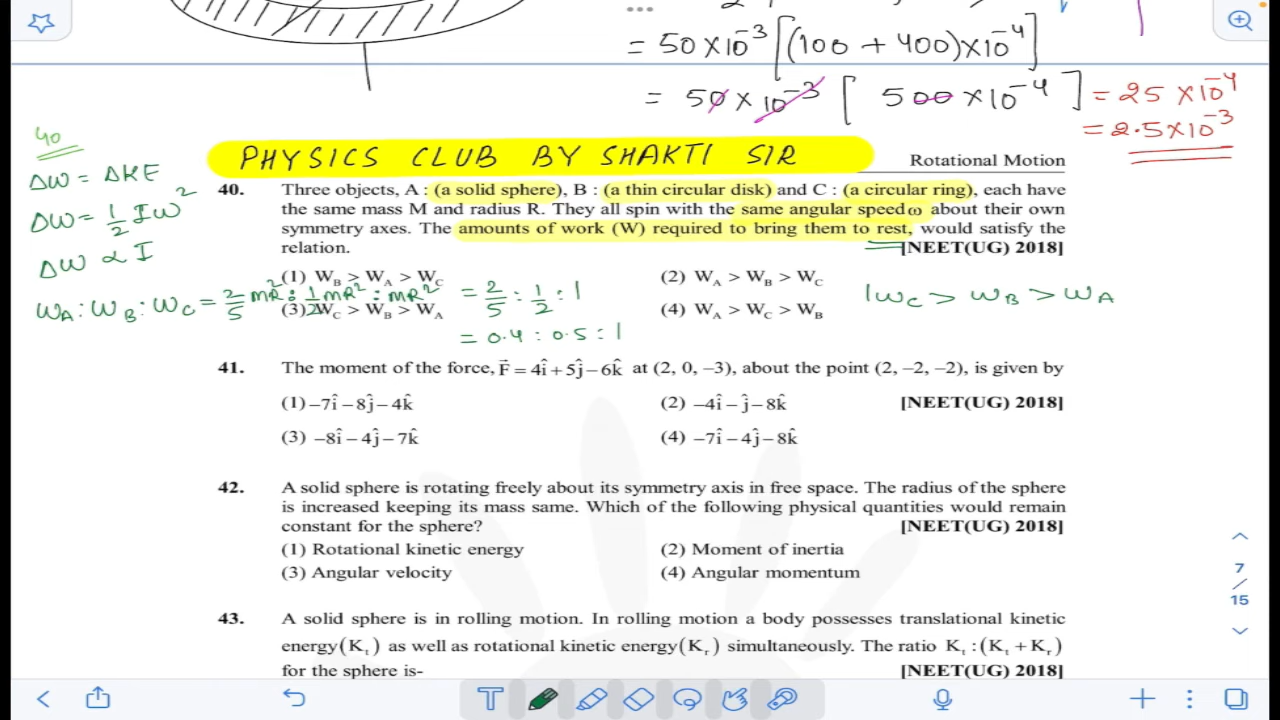 = 50 × 10⁻³ [(100 + 400) × 10⁻⁴]
= 50 × 10⁻³ [ 500 × 10⁻⁴ ] = 25 × 10⁻⁴
= 2.5 × 10⁻³
PHYSICS CLUB BY SHAKTI SIR
Rotational Motion
40
ΔW = ΔKE
ΔW = 1/2 Iω²
ΔW ∝ I
40. Three objects, A : (a solid sphere), B : (a thin circular disk) and C : (a circular ring), each have
the same mass M and radius R. They all spin with the same angular speed ω about their own
symmetry axes. The amounts of work (W) required to bring them to rest, would satisfy the
relation. [NEET(UG) 2018]
(1) W_B > W_A > W_C (2) W_A > W_B > W_C
W_A : W_B : W_C = 2/5 mR² : 1/2 mR² : mR² = 2/5 : 1/2 : 1
W_C > W_B > W_A
(3) W_C > W_B > W_A (4) W_A > W_C > W_B
= 0.4 : 0.5 : 1
41. The moment of the force, F⃗ = 4î + 5ĵ − 6k̂ at (2, 0, −3), about the point (2, −2, −2), is given by
(1) −7î − 8ĵ − 4k̂ (2) −4î − ĵ − 8k̂ [NEET(UG) 2018]
(3) −8î − 4ĵ − 7k̂ (4) −7î − 4ĵ − 8k̂
42. A solid sphere is rotating freely about its symmetry axis in free space. The radius of the sphere
is increased keeping its mass same. Which of the following physical quantities would remain
constant for the sphere? [NEET(UG) 2018]
(1) Rotational kinetic energy (2) Moment of inertia
(3) Angular velocity (4) Angular momentum
43. A solid sphere is in rolling motion. In rolling motion a body possesses translational kinetic
energy (K_t) as well as rotational kinetic energy (K_r) simultaneously. The ratio K_t : (K_t + K_r)
for the sphere is- [NEET(UG) 2018]
7
/
15
T